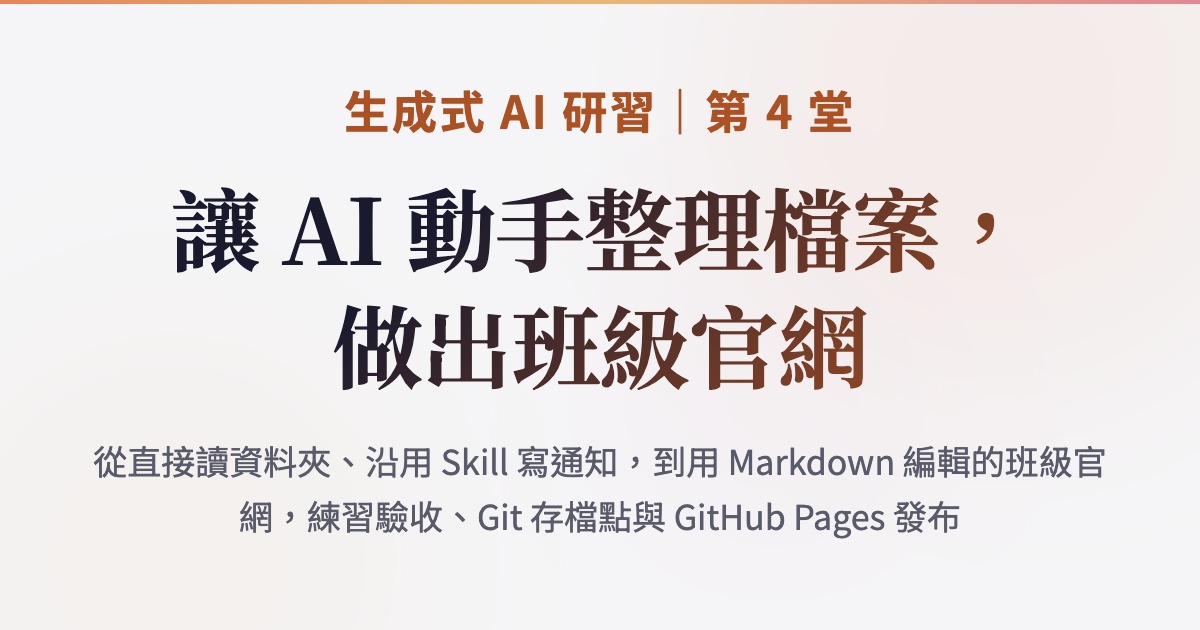 生成式 AI 研習｜第 4 堂
讓 AI 動手整理檔案，
做出班級官網
從直接讀資料夾、沿用 Skill 寫通知，到用 Markdown 編輯的班級官
網，練習驗收、Git 存檔點與 GitHub Pages 發布